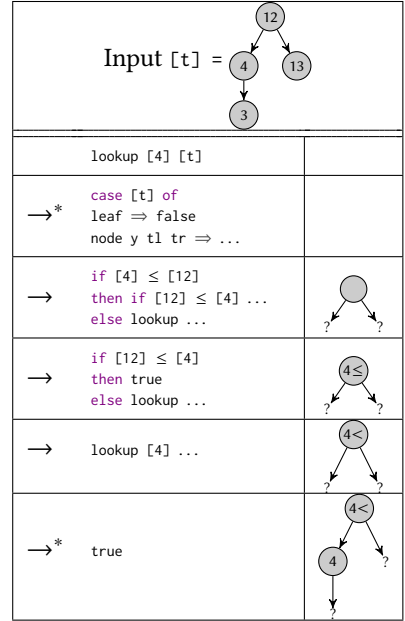 12
Input [t] =
4
13
3
lookup [4] [t]
→*
case [t] of
leaf ⇒ false
node y tl tr ⇒ ...
→
if [4] ≤ [12]
then if [12] ≤ [4] ...
else lookup ...
? ?
→
if [12] ≤ [4]
then true
else lookup ...
4≤
? ?
→
lookup [4] ...
4<
? ?
→*
true
4<
4
?
?